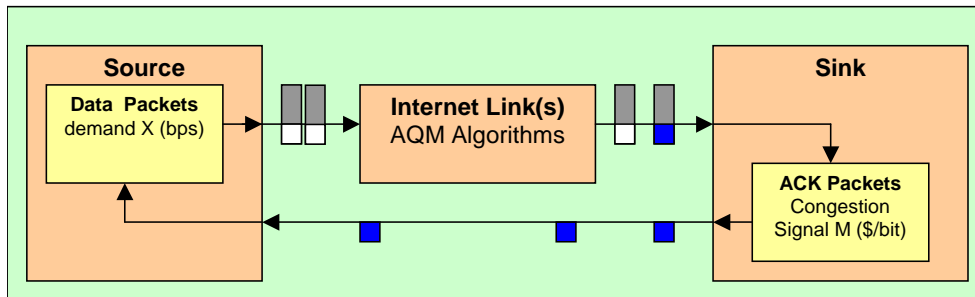 Source
Data Packets
demand X (bps)
Internet Link(s)
AQM Algorithms
Sink
ACK Packets
Congestion
Signal M ($/bit)